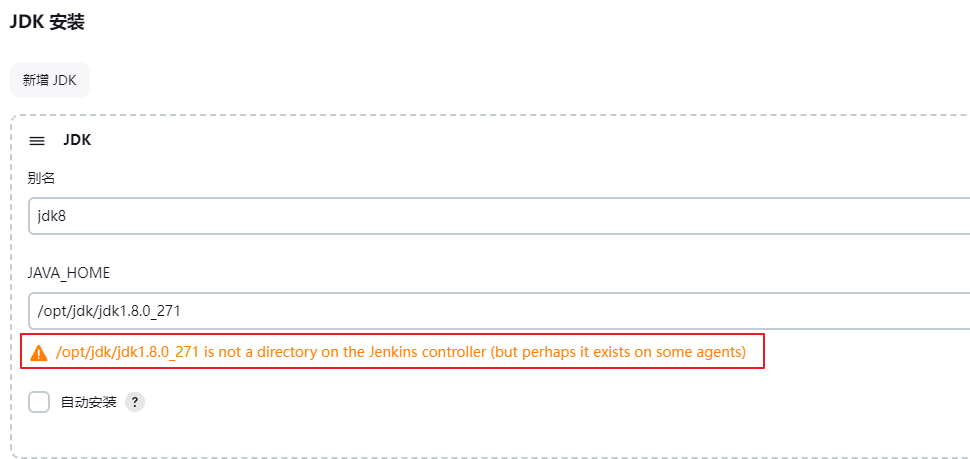 JDK 安装
新增 JDK
JDK
别名
jdk8
JAVA_HOME
/opt/jdk/jdk1.8.0_271
/opt/jdk/jdk1.8.0_271 is not a directory on the Jenkins controller (but perhaps it exists on some agents)
自动安装 ?